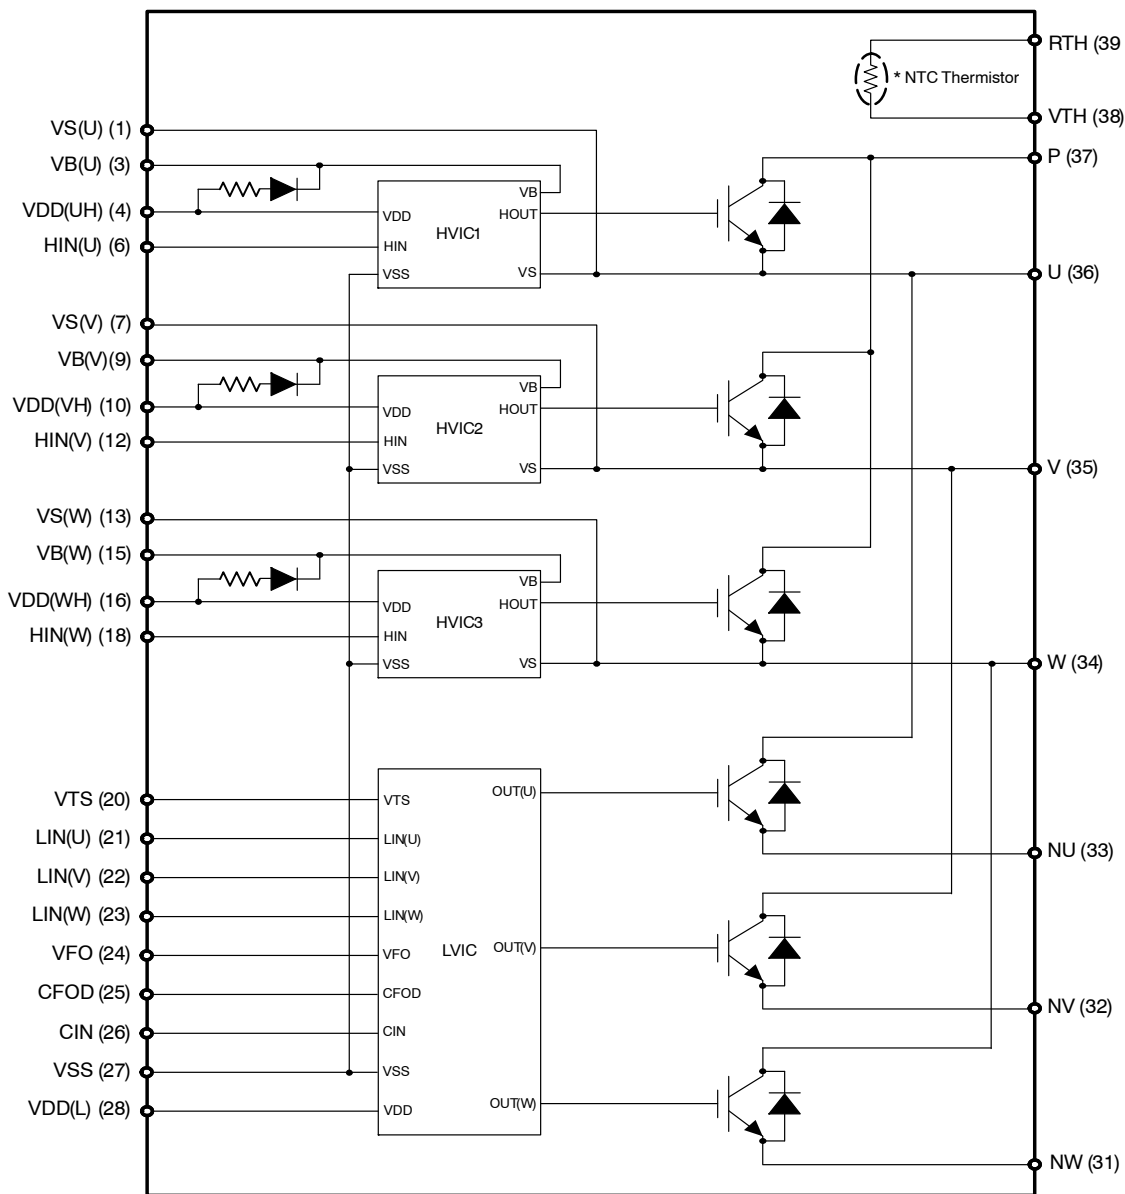 RTH (39
* NTC Thermistor
VTH (38)
P (37)
U (36)
V (35)
W (34)
NU (33)
NV (32)
NW (31)
VS(U) (1)
VB(U) (3)
VDD(UH) (4)
HIN(U) (6)
VS(V) (7)
VB(V)(9)
VDD(VH) (10)
HIN(V) (12)
VS(W) (13)
VB(W) (15)
VDD(WH) (16)
HIN(W) (18)
VTS (20)
LIN(U) (21)
LIN(V) (22)
LIN(W) (23)
VFO (24)
CFOD (25)
CIN (26)
VSS (27)
VDD(L) (28)
VB
VDD
HOUT
HVIC1
HIN
VSS
VS
VB
VDD
HOUT
HVIC2
HIN
VSS
VS
VB
VDD
HOUT
HVIC3
HIN
VSS
VS
VTS
LIN(U)
LIN(V)
LIN(W)
VFO
CFOD
CIN
VSS
VDD
LVIC
OUT(U)
OUT(V)
OUT(W)